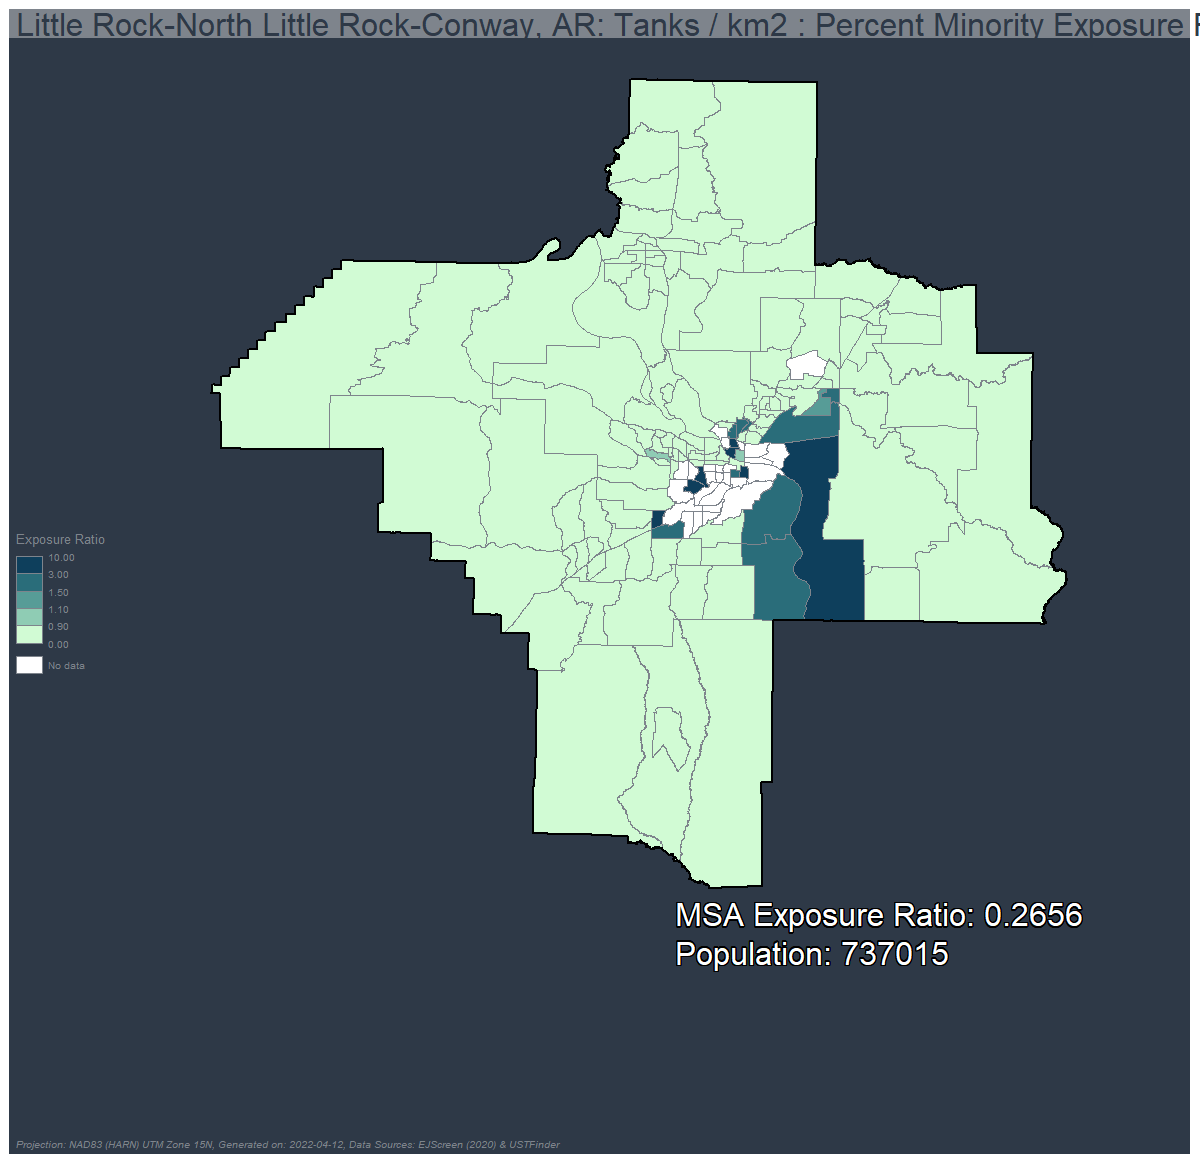 Little Rock-North Little Rock-Conway, AR: Tanks / km2 : Percent Minority Exposure
Exposure Ratio
10.00
3.00
1.50
1.10
0.90
0.00
No data
MSA Exposure Ratio: 0.2656
Population: 737015
Projection: NAD83 (HARN) UTM Zone 15N, Generated on: 2022-04-12, Data Sources: EJScreen (2020) & USTFinder